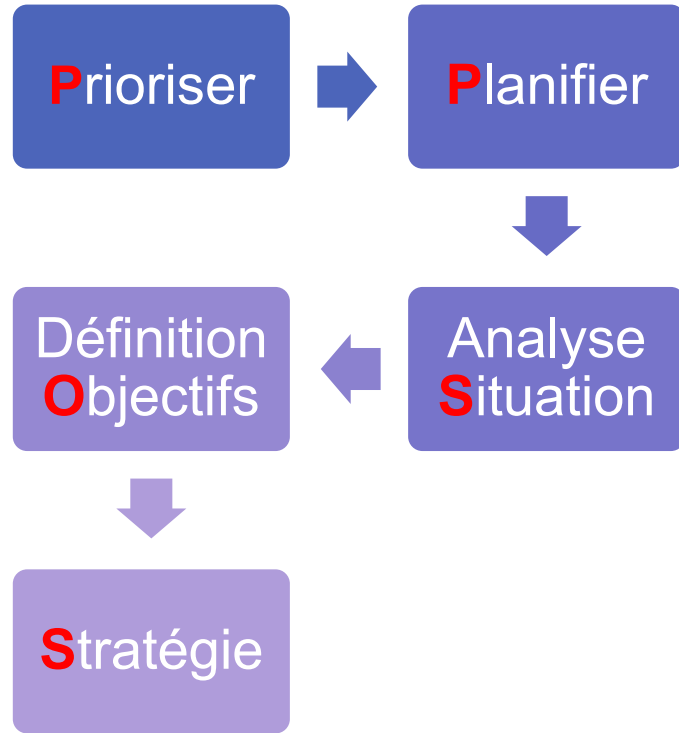 Prioriser
Planifier
Analyse
Situation
Définition
Objectifs
Stratégie